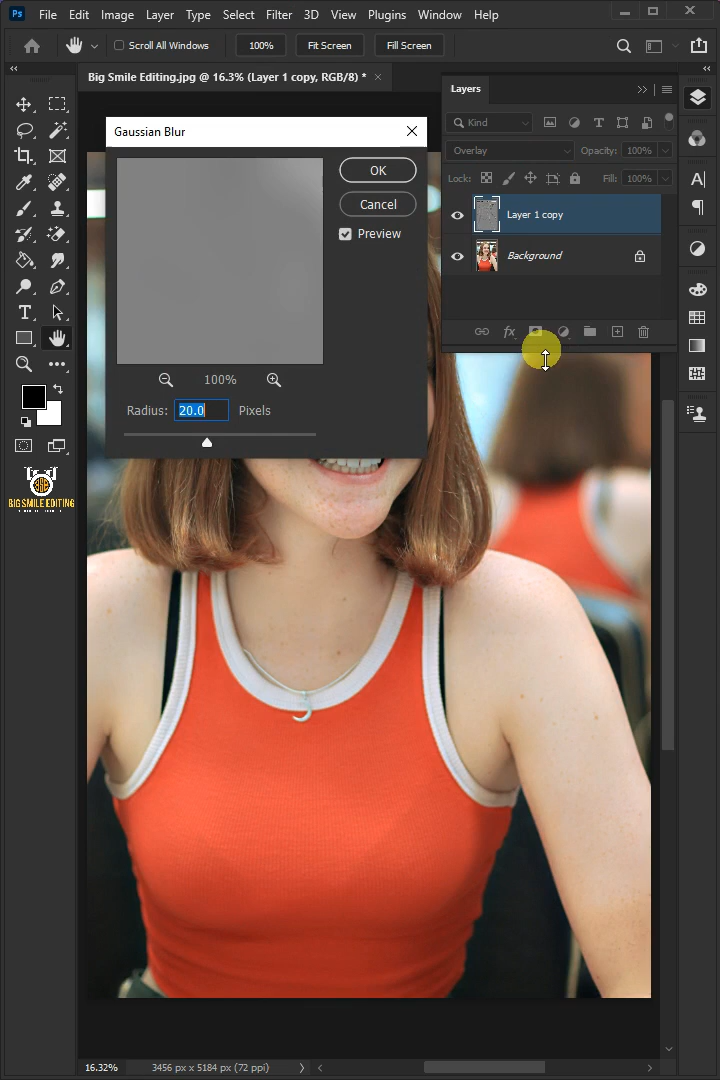 Ps File Edit Image Layer Type Select Filter 3D View Plugins Window Help
Scroll All Windows 100% Fit Screen Fill Screen
Big Smile Editing.jpg @ 16.3% (Layer 1 copy, RGB/8) *
Layers
Gaussian Blur
Kind
Overlay Opacity: 100%
OK
Lock: Fill: 100%
Cancel
Layer 1 copy
Preview
Background
fx
100%
Radius: 20.0 Pixels
BIG SMILE EDITING
16.32% 3456 px x 5184 px (72 ppi)